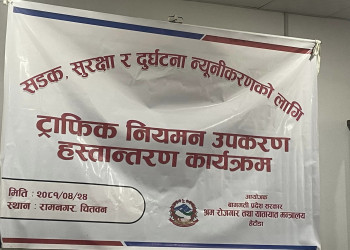 सडक, सुरक्षा र दुर्घटना न्यूनीकरणको लागि
ट्राफिक नियमन उपकरण
हस्तान्तरण कार्यक्रम
मिति : २०८१/०४/२४
स्थान : रामनगर, चितवन
आयोजक
बागमती प्रदेश सरकार
श्रम रोजगार तथा यातायात मन्त्रालय
हेटौंडा